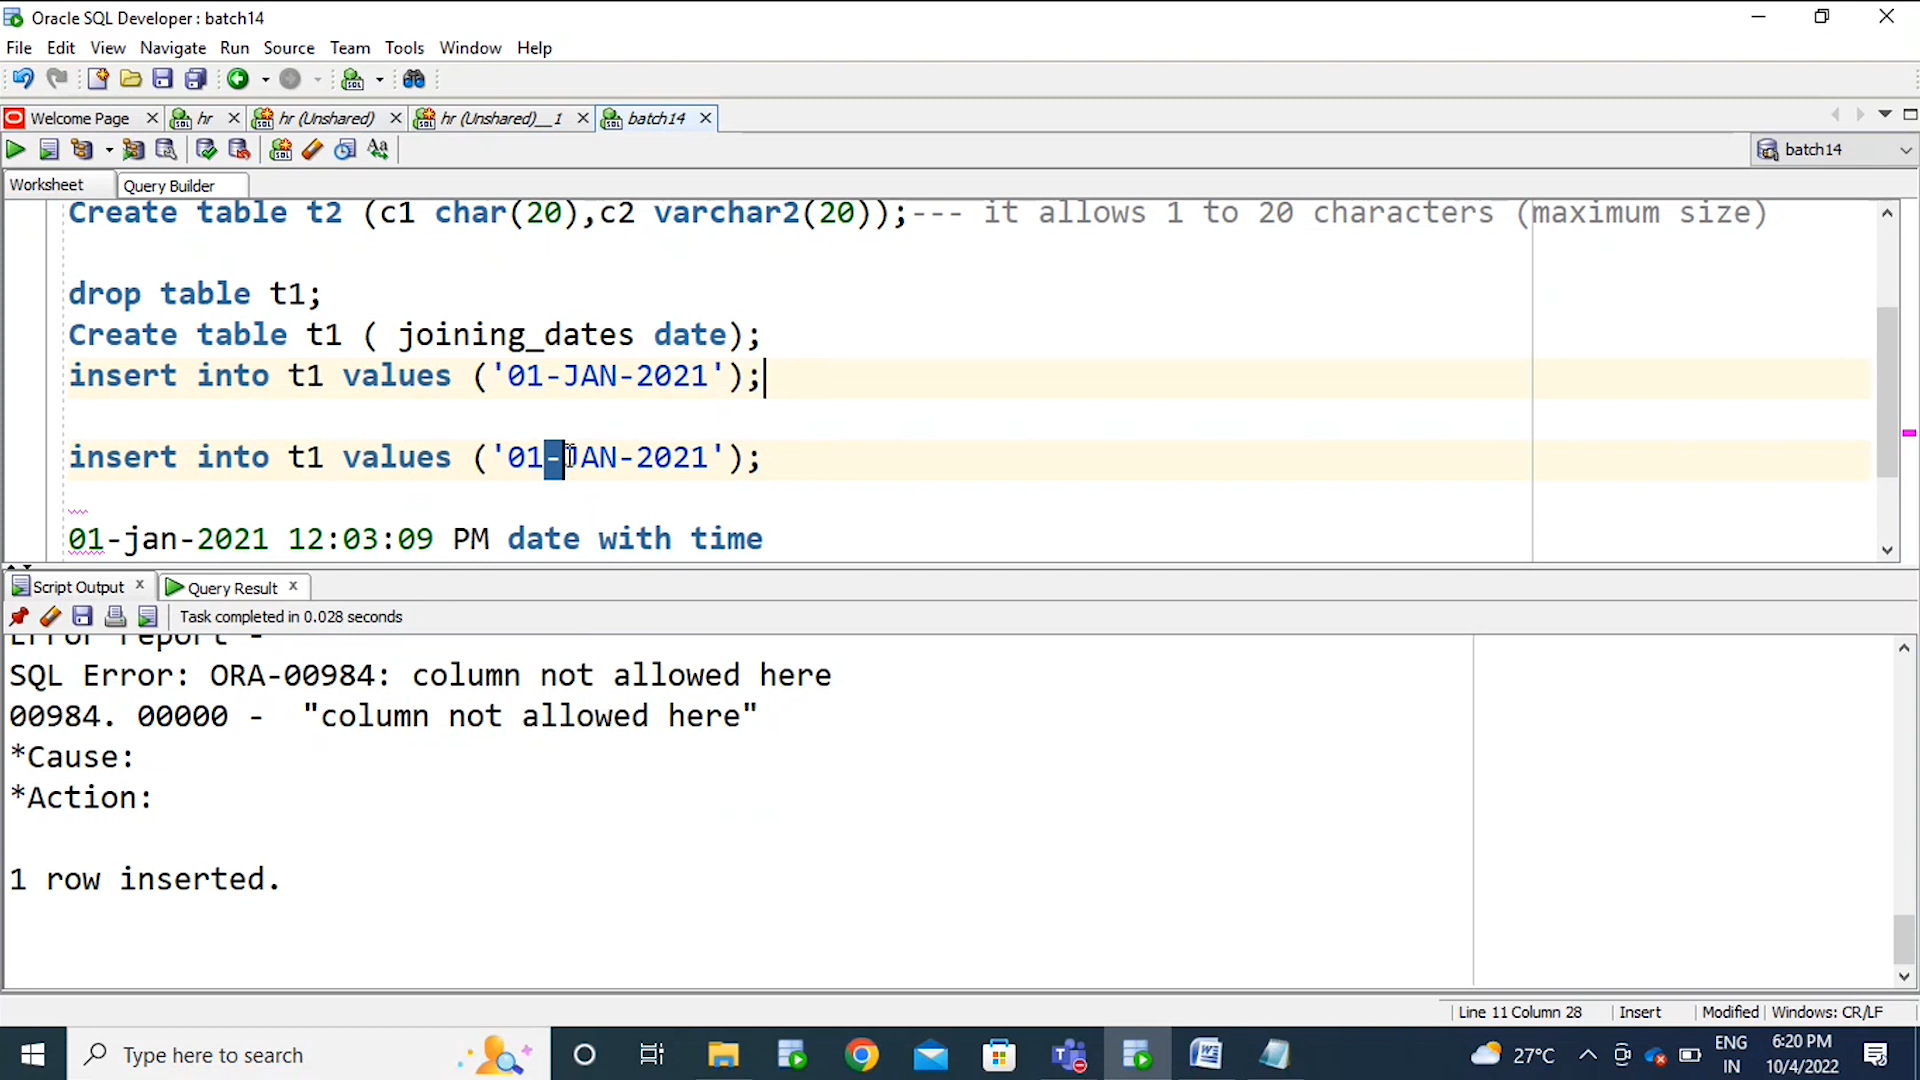 Oracle SQL Developer : batch14
File Edit View Navigate Run Source Team Tools Window Help
Welcome Page hr hr (Unshared) hr (Unshared)__1 batch14
batch14
Worksheet Query Builder
Create table t2 (c1 char(20),c2 varchar2(20));--- it allows 1 to 20 characters (maximum size)
drop table t1;
Create table t1 ( joining_dates date);
insert into t1 values ('01-JAN-2021');
insert into t1 values ('01-JAN-2021');
01-jan-2021 12:03:09 PM date with time
Script Output Query Result
Task completed in 0.028 seconds
Error report -
SQL Error: ORA-00984: column not allowed here
00984. 00000 - "column not allowed here"
*Cause:
*Action:
1 row inserted.
Line 11 Column 28 Insert Modified Windows: CR/LF
Type here to search
27°C
ENG
IN
6:20 PM
10/4/2022